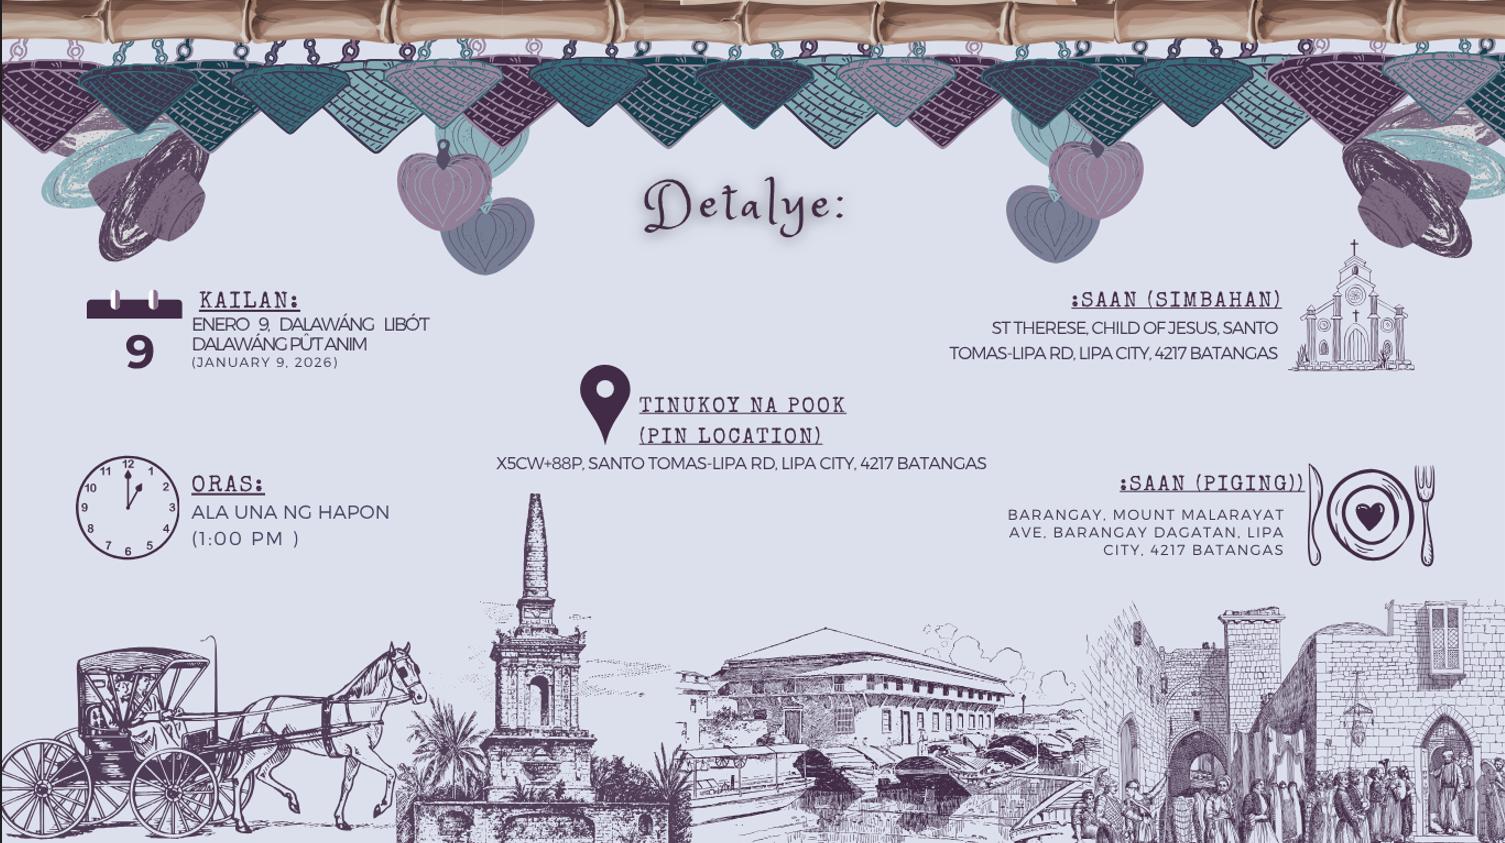 Detalye:
KAILAN:
ENERO 9, DALAWÁNG LIBÓT
DALAWÁNG PÛT ANIM
(JANUARY 9, 2026)
9
:SAAN (SIMBAHAN)
ST THERESE, CHILD OF JESUS, SANTO
TOMAS-LIPA RD, LIPA CITY, 4217 BATANGAS
TINUKOY NA POOK
(PIN LOCATION)
X5CW+88P, SANTO TOMAS-LIPA RD, LIPA CITY, 4217 BATANGAS
ORAS:
ALA UNA NG HAPON
(1:00 PM )
12
1
2
3
4
5
6
7
8
9
10
11
:SAAN (PIGING))
BARANGAY, MOUNT MALARAYAT
AVE, BARANGAY DAGATAN, LIPA
CITY, 4217 BATANGAS